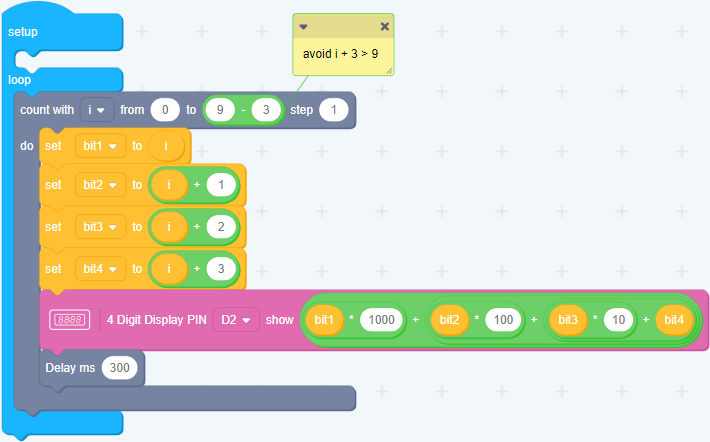 setup
avoid i + 3 > 9
loop
count with i from 0 to 9 - 3 step 1
do set bit1 to i
set bit2 to i + 1
set bit3 to i + 2
set bit4 to i + 3
8888 4 Digit Display PIN D2 show bit1 * 1000 + bit2 * 100 + bit3 * 10 + bit4
Delay ms 300